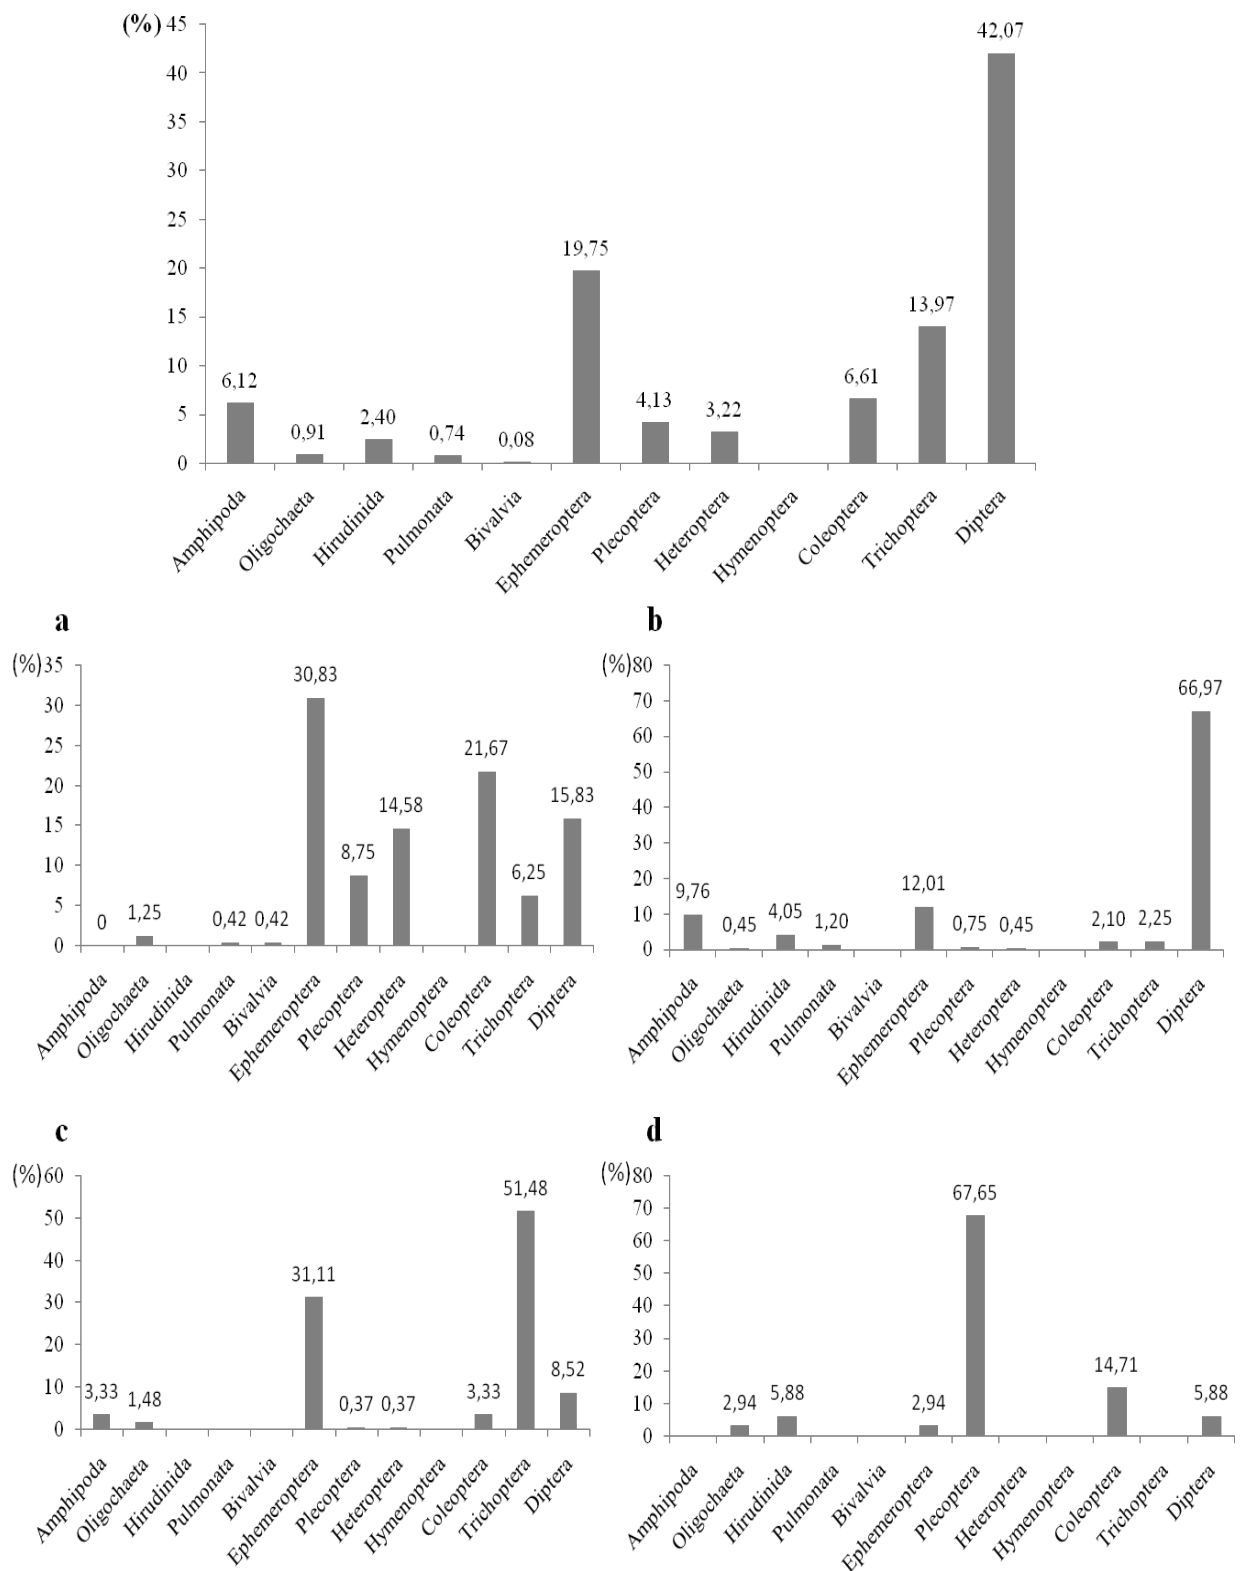 (%) 45
40
35
30
25
20
15
10
5
0
6,12
0,91
2,40
0,74
0,08
19,75
4,13
3,22
6,61
13,97
42,07
Amphipoda
Oligochaeta
Hirudinida
Pulmonata
Bivalvia
Ephemeroptera
Plecoptera
Heteroptera
Hymenoptera
Coleoptera
Trichoptera
Diptera
a
(%) 35
30
25
20
15
10
5
0
0
1,25
0,42
0,42
30,83
8,75
14,58
21,67
6,25
15,83
Amphipoda
Oligochaeta
Hirudinida
Pulmonata
Bivalvia
Ephemeroptera
Plecoptera
Heteroptera
Hymenoptera
Coleoptera
Trichoptera
Diptera
b
(%) 80
70
60
50
40
30
20
10
0
9,76
0,45
4,05
1,20
12,01
0,75
0,45
2,10
2,25
66,97
Amphipoda
Oligochaeta
Hirudinida
Pulmonata
Bivalvia
Ephemeroptera
Plecoptera
Heteroptera
Hymenoptera
Coleoptera
Trichoptera
Diptera
c
(%) 60
50
40
30
20
10
0
3,33
1,48
31,11
0,37
0,37
3,33
51,48
8,52
Amphipoda
Oligochaeta
Hirudinida
Pulmonata
Bivalvia
Ephemeroptera
Plecoptera
Heteroptera
Hymenoptera
Coleoptera
Trichoptera
Diptera
d
(%) 80
70
60
50
40
30
20
10
0
2,94
5,88
2,94
67,65
14,71
5,88
Amphipoda
Oligochaeta
Hirudinida
Pulmonata
Bivalvia
Ephemeroptera
Plecoptera
Heteroptera
Hymenoptera
Coleoptera
Trichoptera
Diptera